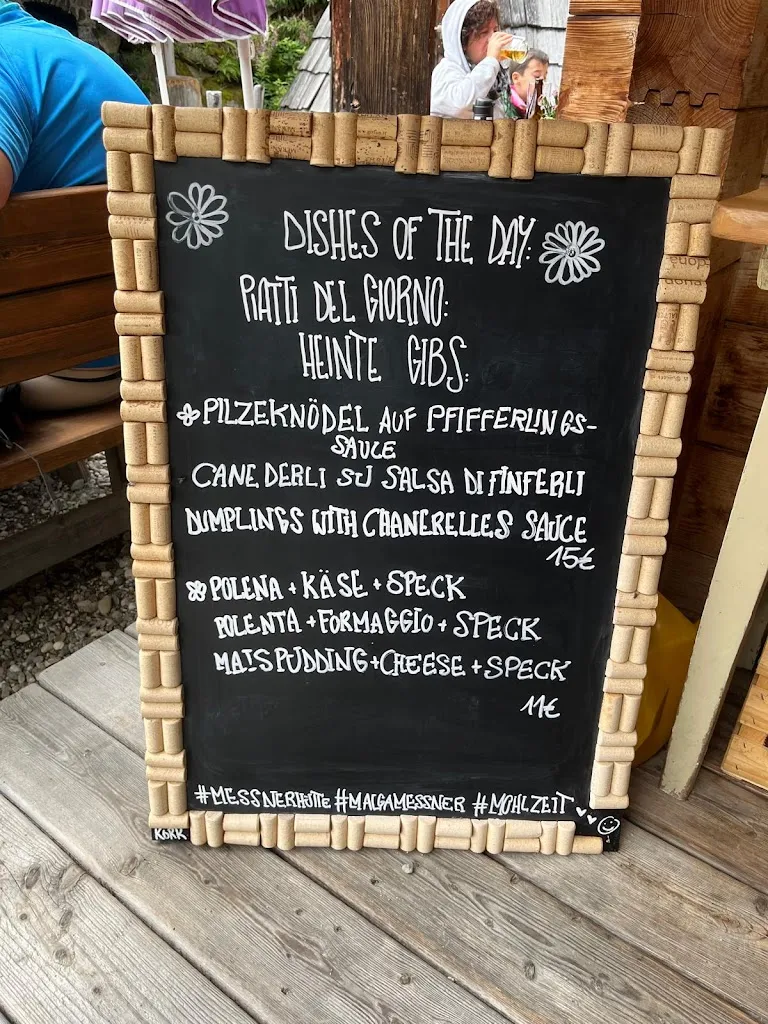 DISHES OF THE DAY:
PIATTI DEL GIORNO:
HEINTE GIBS:
PILZEKNÖDEL AUF PFIFFERLINGS-
SAUCE
CANEDERLI SU SALSA DI FINFERLI
DUMPLINGS WITH CHANERELLES SAUCE
15€
POLENA + KÄSE + SPECK
POLENTA + FORMAGGIO + SPECK
MAISPUDDING + CHEESE + SPECK
11€
#MESSNERHÜTTE #MALGAMESSNER #MOHLZEIT
KORK